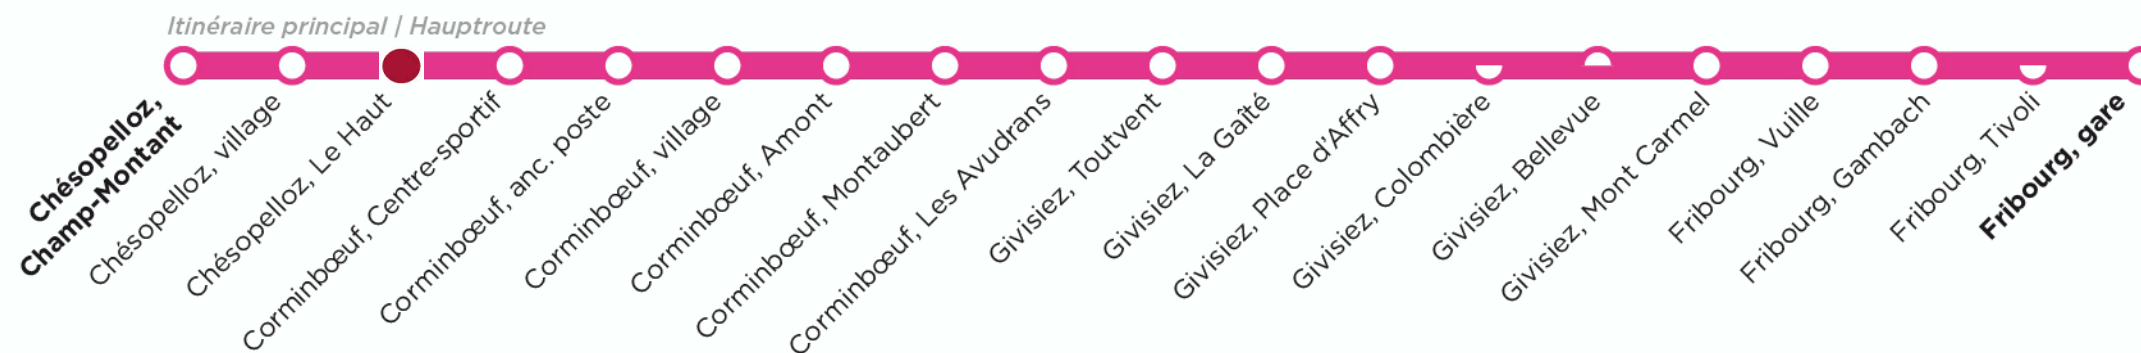 Itinéraire principal | Hauptroute
Chésopelloz,
Champ-Montant
Chésopelloz, village
Chésopelloz, Le Haut
Corminbœuf, Centre-sportif
Corminbœuf, anc. poste
Corminbœuf, village
Corminbœuf, Amont
Corminbœuf, Montaubert
Corminbœuf, Les Avudrans
Givisiez, Toutvent
Givisiez, La Gaîté
Givisiez, Place d'Affry
Givisiez, Colombière
Givisiez, Bellevue
Givisiez, Mont Carmel
Fribourg, Vuille
Fribourg, Gambach
Fribourg, Tivoli
Fribourg, gare